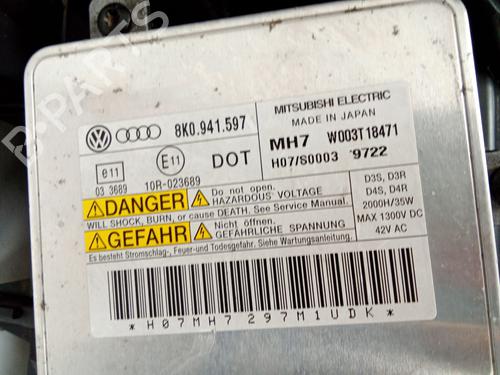 8K0.941.597
MITSUBISHI ELECTRIC
MADE IN JAPAN
MH7 W003T18471
H07/S0003 9722
e11
03 3689
E11
10R-023689
DOT
DANGER Do not open.
HAZARDOUS VOLTAGE
WILL SHOCK, BURN, or cause DEATH. See Service Manual.
GEFAHR Nicht öffnen
GEFÄHRLICHE SPANNUNG
Es besteht Stromschlag-, Feuer-und Todesgefahr. Siehe Wartungsanleitung.
D3S, D3R
D4S, D4R
2000H/35W
MAX 1300V DC
42V AC
*H07MH7297M1UDK*